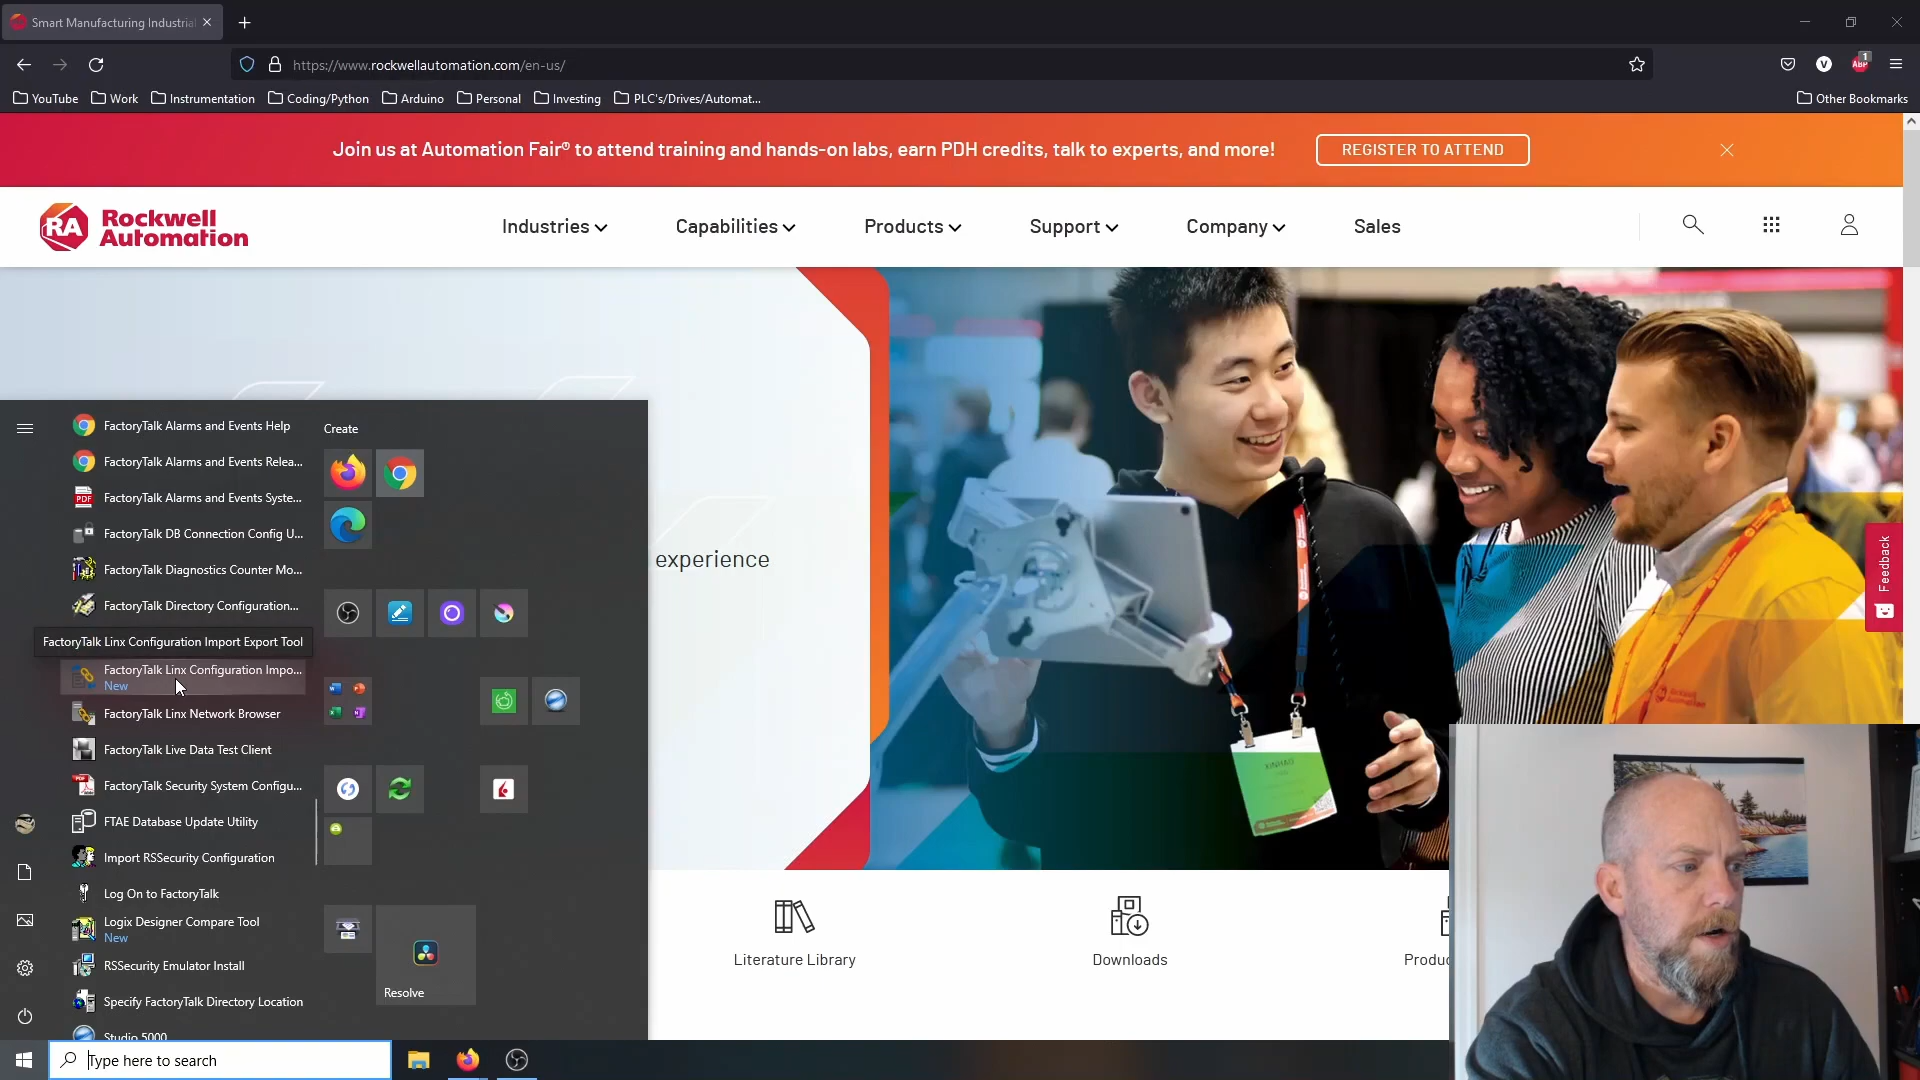 Smart Manufacturing Industria
https://www.rockwellautomation.com/en-us/
1
ABP
V
YouTube
Work
Instrumentation
Coding/Python
Arduino
Personal
Investing
PLC's/Drives/Automat...
Other Bookmarks
Join us at Automation Fair® to attend training and hands-on labs, earn PDH credits, talk to experts, and more!
REGISTER TO ATTEND
RA
Rockwell
Automation
Industries
Capabilities
Products
Support
Company
Sales
experience
Feedback
XINHAO
FactoryTalk Alarms and Events Help
FactoryTalk Alarms and Events Relea...
PDF
FactoryTalk Alarms and Events Syste...
FactoryTalk DB Connection Config U...
FactoryTalk Diagnostics Counter Mo...
FactoryTalk Directory Configuration...
FactoryTalk Linx Configuration Import Export Tool
FactoryTalk Linx Configuration Impo...
New
FactoryTalk Linx Network Browser
FactoryTalk Live Data Test Client
FactoryTalk Security System Configu...
FTAE Database Update Utility
Import RSSecurity Configuration
Log On to FactoryTalk
Logix Designer Compare Tool
New
RSSecurity Emulator Install
Specify FactoryTalk Directory Location
Studio 5000
Create
Resolve
Literature Library
Downloads
Produc
Type here to search